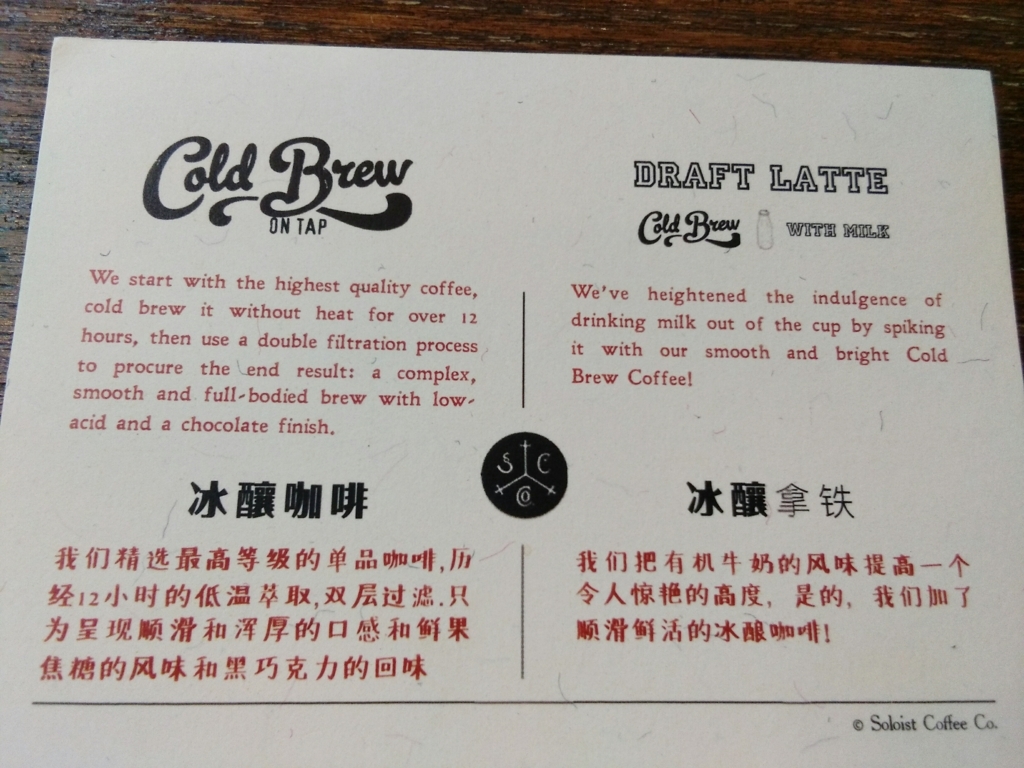 Cold Brew
ON TAP
We start with the highest quality coffee,
cold brew it without heat for over 12
hours, then use a double filtration process
to procure the end result: a complex,
smooth and full-bodied brew with low-
acid and a chocolate finish.
DRAFT LATTE
Cold Brew WITH MILK
We've heightened the indulgence of
drinking milk out of the cup by spiking
it with our smooth and bright Cold
Brew Coffee!
S C
CO
冰釀咖啡
我们精选最高等级的单品咖啡,历
经12小时的低温萃取,双层过滤.只
为呈现顺滑和浑厚的口感和鲜果
焦糖的风味和黑巧克力的回味
冰釀拿铁
我们把有机牛奶的风味提高一个
令人惊艳的高度，是的，我们加了
顺滑鲜活的冰酿咖啡!
© Soloist Coffee Co.